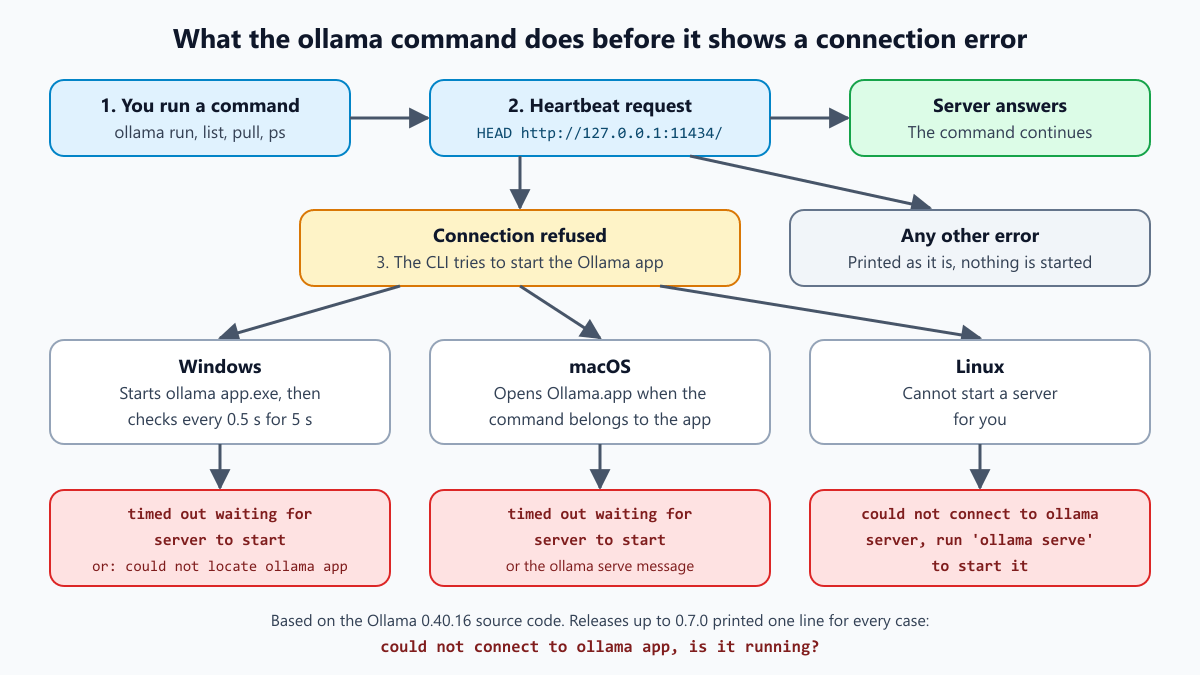 What the ollama command does before it shows a connection error
1. You run a command
ollama run, list, pull, ps
2. Heartbeat request
HEAD http://127.0.0.1:11434/
Server answers
The command continues
Connection refused
3. The CLI tries to start the Ollama app
Any other error
Printed as it is, nothing is started
Windows
Starts ollama app.exe, then
checks every 0.5 s for 5 s
macOS
Opens Ollama.app when the
command belongs to the app
Linux
Cannot start a server
for you
timed out waiting for
server to start
or: could not locate ollama app
timed out waiting for
server to start
or the ollama serve message
could not connect to ollama
server, run 'ollama serve'
to start it
Based on the Ollama 0.40.16 source code. Releases up to 0.7.0 printed one line for every case:
could not connect to ollama app, is it running?